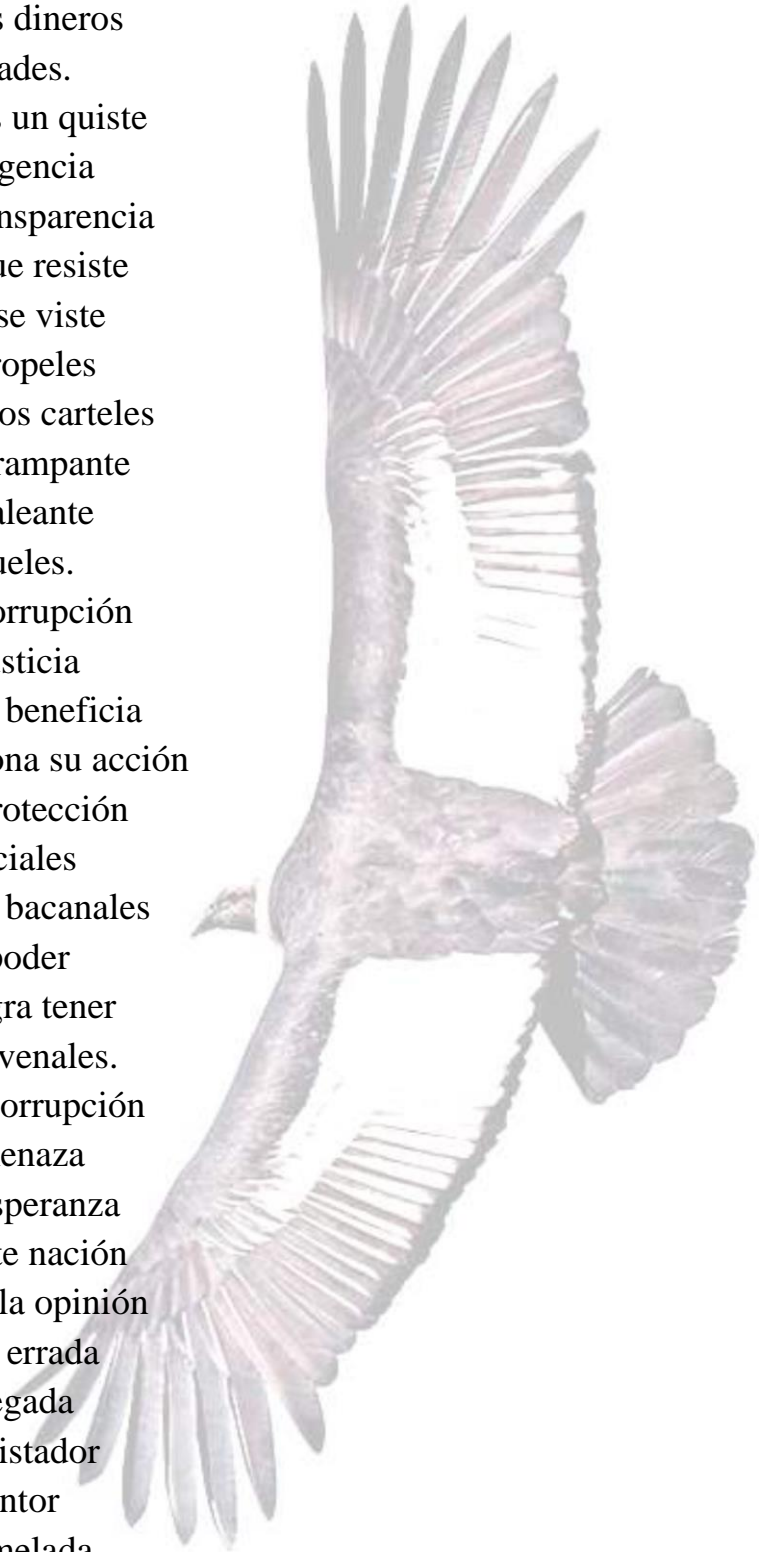 s dineros
ades.
s un quiste
gencia
nsparencia
ue resiste
se viste
ropeles
os carteles
rampante
aleante
ueles.
orrupción
sticia
beneficia
ona su acción
rotección
ciales
bacanales
poder
gra tener
venales.
orrupción
enaza
speranza
te nación
la opinión
errada
egada
istador
ntor
melada